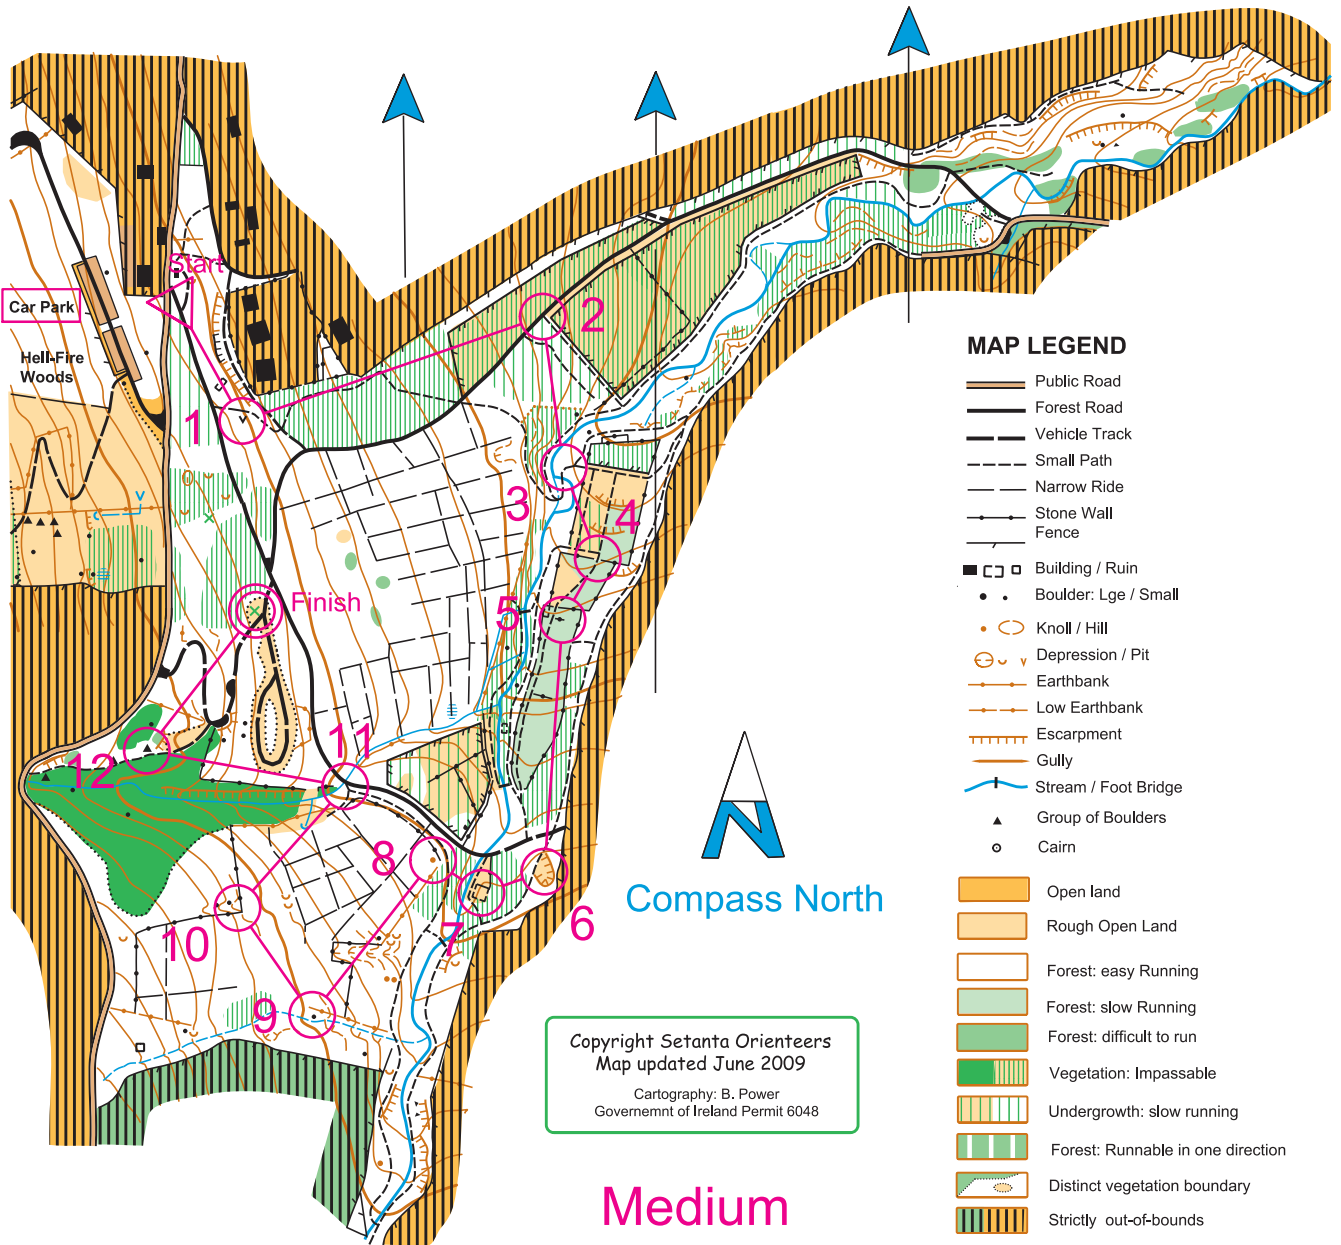 Start
Car Park
Hell-Fire
Woods
1
2
3
4
5
Finish
11
12
8
7
6
10
9
Compass North
N
Copyright Setanta Orienteers
Map updated June 2009
Cartography: B. Power
Governemnt of Ireland Permit 6048
Medium
MAP LEGEND
Public Road
Forest Road
Vehicle Track
Small Path
Narrow Ride
Stone Wall
Fence
Building / Ruin
Boulder: Lge / Small
Knoll / Hill
Depression / Pit
Earthbank
Low Earthbank
Escarpment
Gully
Stream / Foot Bridge
Group of Boulders
Cairn
Open land
Rough Open Land
Forest: easy Running
Forest: slow Running
Forest: difficult to run
Vegetation: Impassable
Undergrowth: slow running
Forest: Runnable in one direction
Distinct vegetation boundary
Strictly out-of-bounds